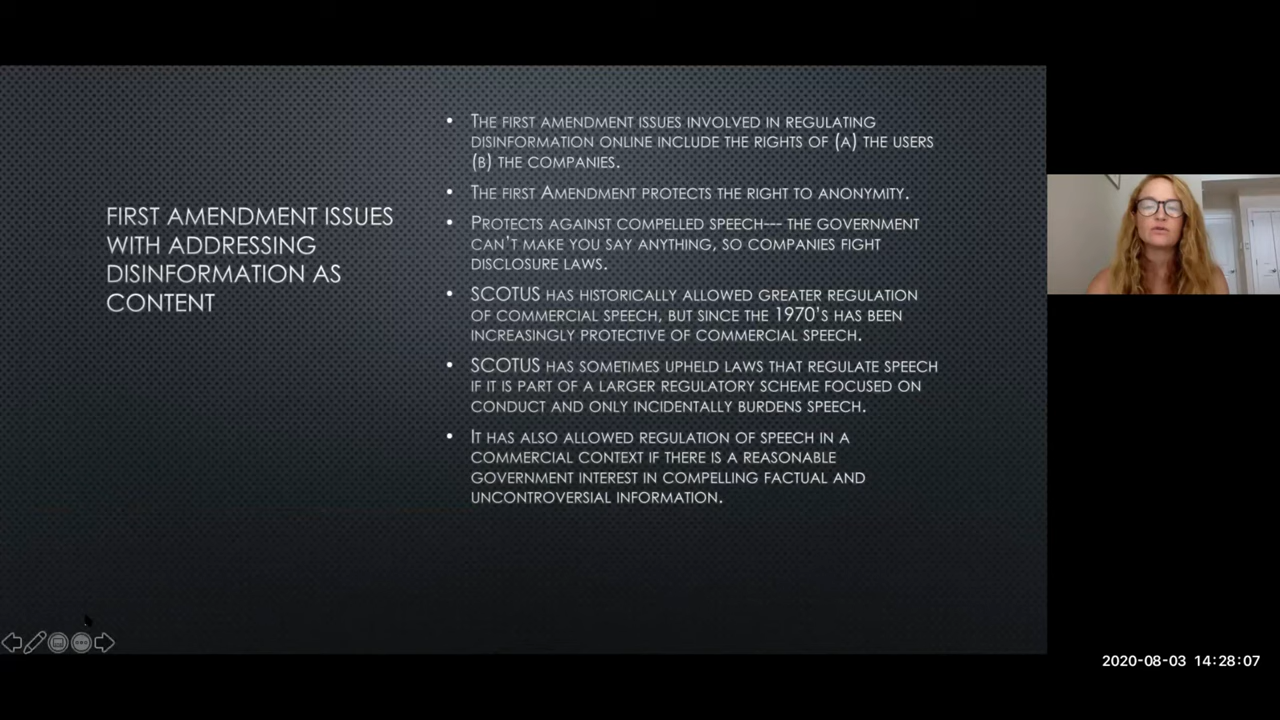 FIRST AMENDMENT ISSUES
WITH ADDRESSING
DISINFORMATION AS
CONTENT
• THE FIRST AMENDMENT ISSUES INVOLVED IN REGULATING
DISINFORMATION ONLINE INCLUDE THE RIGHTS OF (A) THE USERS
(B) THE COMPANIES.
• THE FIRST AMENDMENT PROTECTS THE RIGHT TO ANONYMITY.
• PROTECTS AGAINST COMPELLED SPEECH--- THE GOVERNMENT
CAN'T MAKE YOU SAY ANYTHING, SO COMPANIES FIGHT
DISCLOSURE LAWS.
• SCOTUS HAS HISTORICALLY ALLOWED GREATER REGULATION
OF COMMERCIAL SPEECH, BUT SINCE THE 1970'S HAS BEEN
INCREASINGLY PROTECTIVE OF COMMERCIAL SPEECH.
• SCOTUS HAS SOMETIMES UPHELD LAWS THAT REGULATE SPEECH
IF IT IS PART OF A LARGER REGULATORY SCHEME FOCUSED ON
CONDUCT AND ONLY INCIDENTALLY BURDENS SPEECH.
• IT HAS ALSO ALLOWED REGULATION OF SPEECH IN A
COMMERCIAL CONTEXT IF THERE IS A REASONABLE
GOVERNMENT INTEREST IN COMPELLING FACTUAL AND
UNCONTROVERSIAL INFORMATION.
2020-08-03 14:28:07